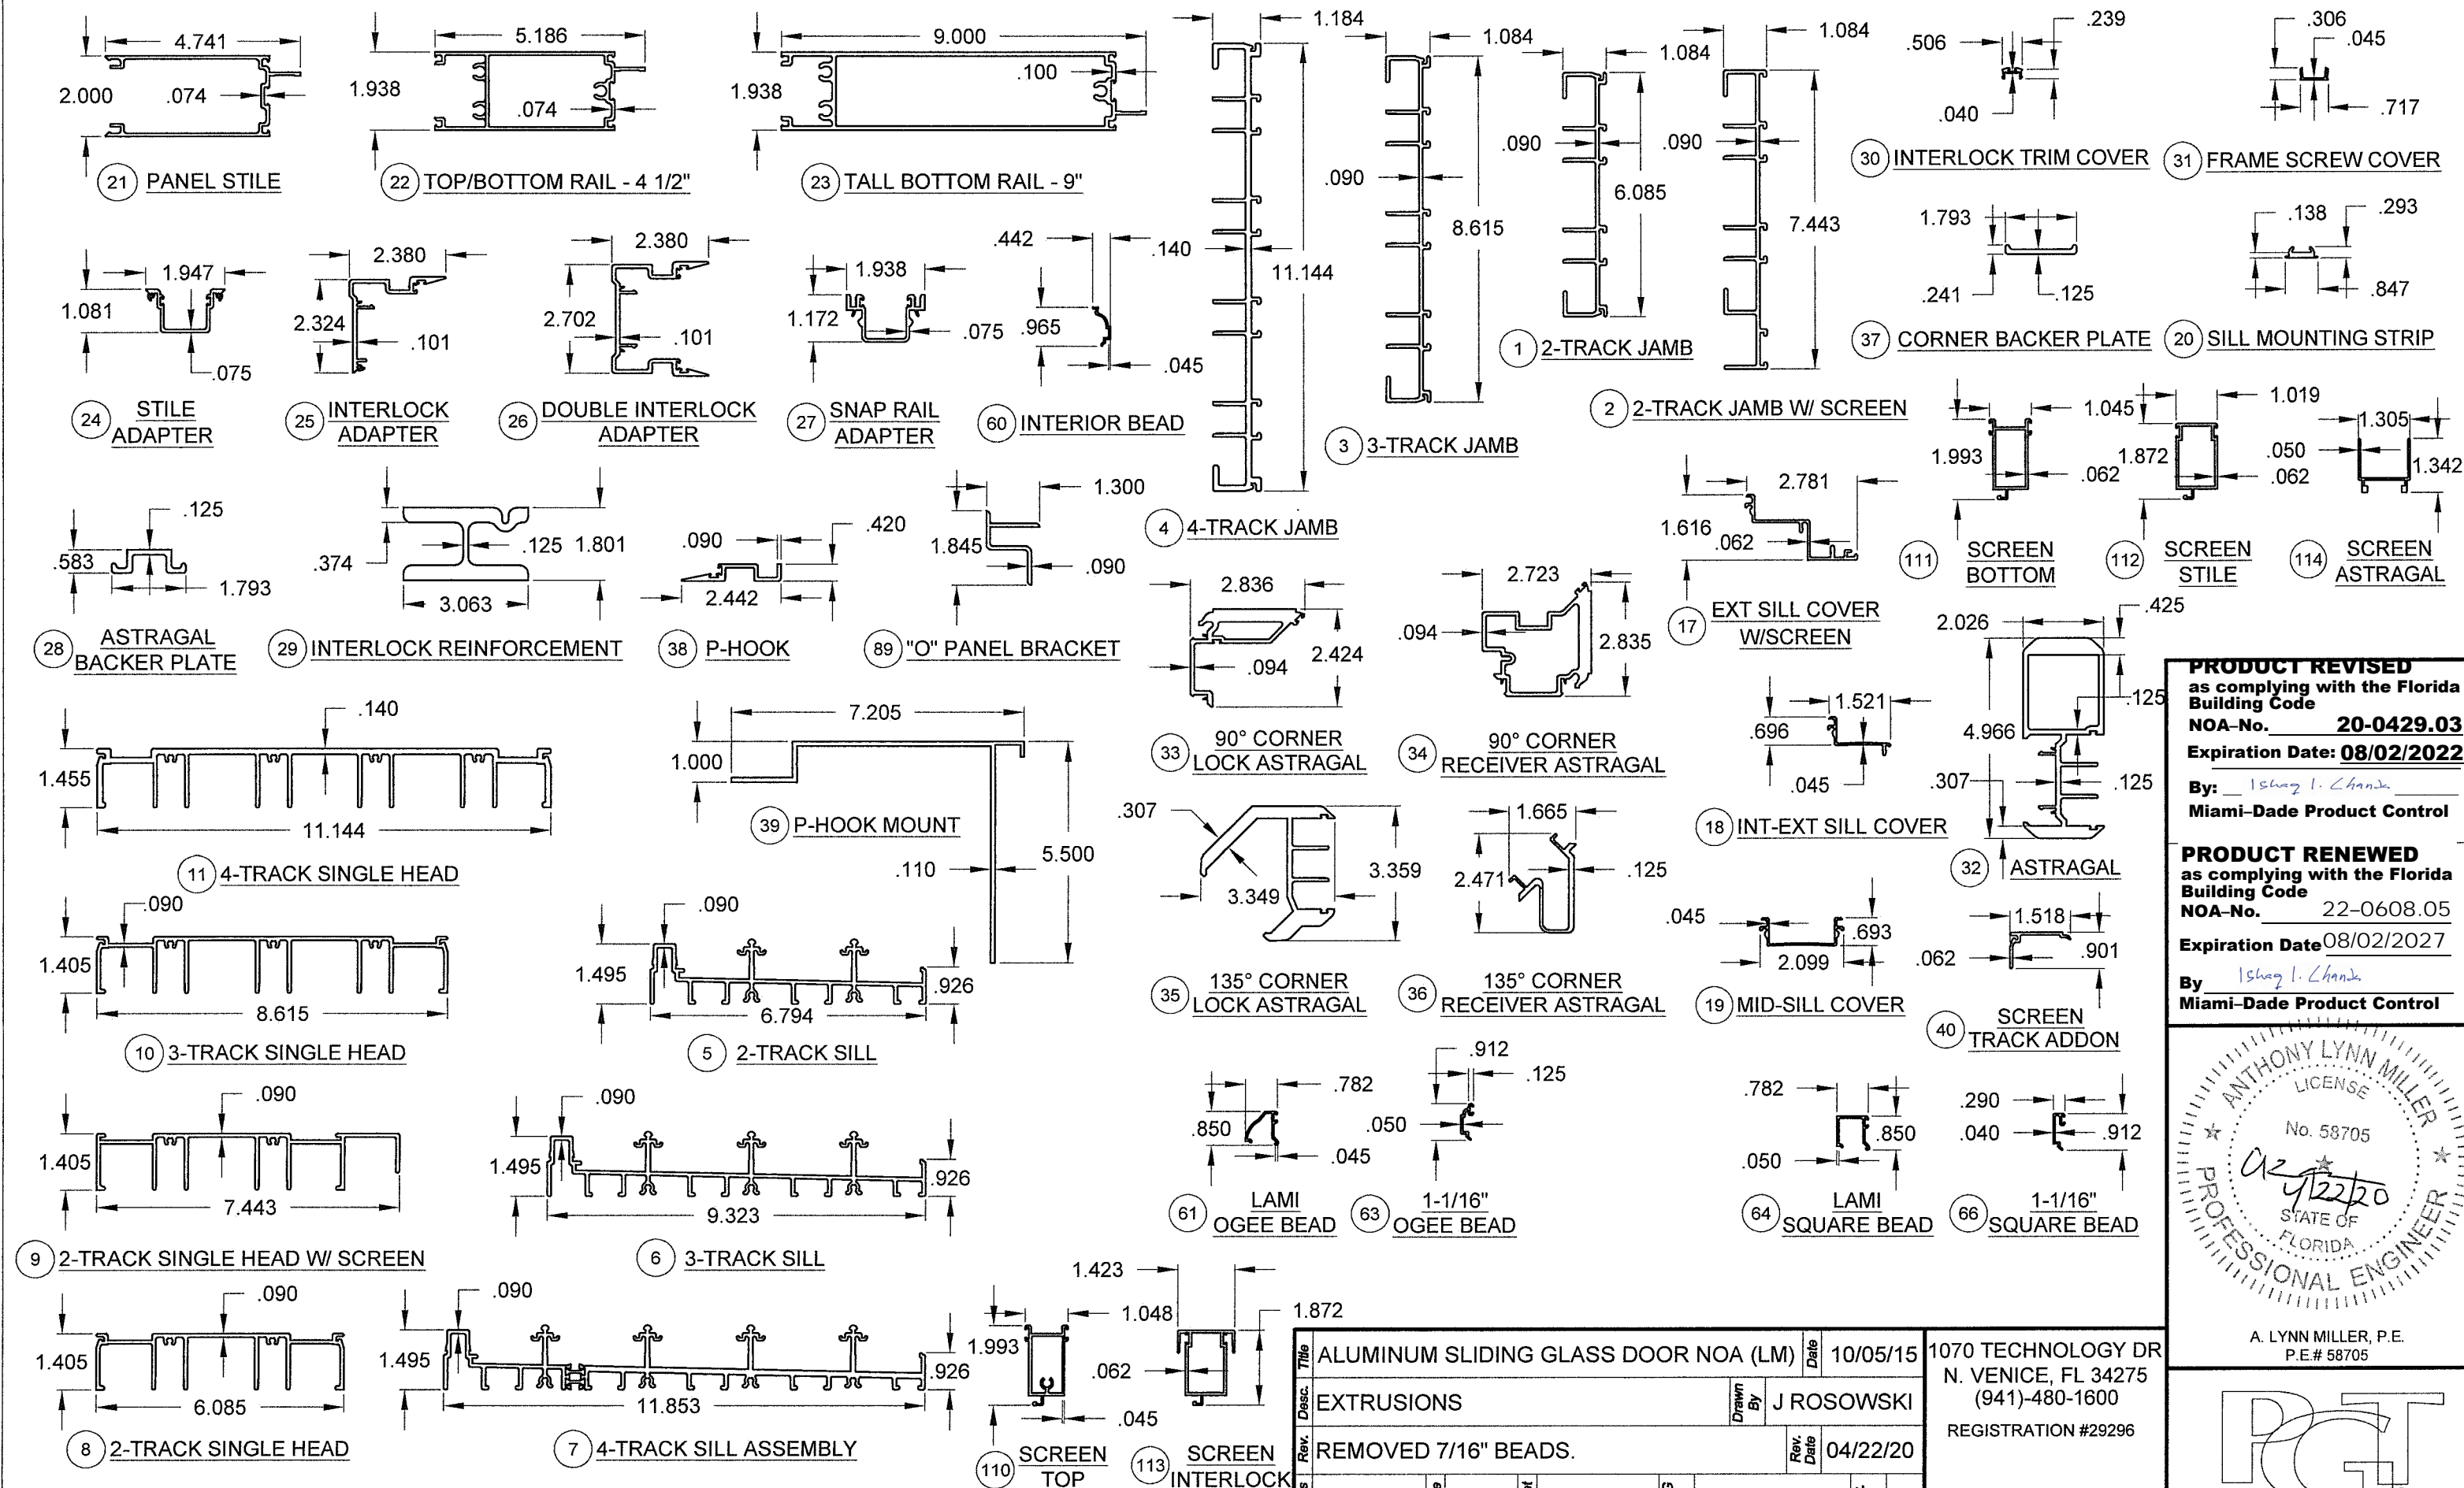 4.741
2.000
.074
21 PANEL STILE
5.186
1.938
.074
22 TOP/BOTTOM RAIL - 4 1/2"
9.000
1.938
.100
23 TALL BOTTOM RAIL - 9"
1.184
.140
11.144
4 4-TRACK JAMB
1.084
.090
8.615
3 3-TRACK JAMB
1.084
.090
6.085
1 2-TRACK JAMB
1.084
.090
7.443
2 2-TRACK JAMB W/ SCREEN
.239
.506
.040
30 INTERLOCK TRIM COVER
.306
.045
.717
31 FRAME SCREW COVER
1.793
.241
.125
37 CORNER BACKER PLATE
.138
.293
.847
20 SILL MOUNTING STRIP
1.947
1.081
.075
24 STILE
ADAPTER
2.380
2.324
.101
25 INTERLOCK
ADAPTER
2.380
2.702
.101
26 DOUBLE INTERLOCK
ADAPTER
1.938
1.172
.075
27 SNAP RAIL
ADAPTER
.442
.965
.045
60 INTERIOR BEAD
.125
.583
1.793
28 ASTRAGAL
BACKER PLATE
.374
.125
1.801
3.063
29 INTERLOCK REINFORCEMENT
.090
.420
2.442
38 P-HOOK
1.300
1.845
.090
89 "O" PANEL BRACKET
2.836
.094
2.424
33 90° CORNER
LOCK ASTRAGAL
2.723
.094
2.835
34 90° CORNER
RECEIVER ASTRAGAL
2.781
1.616
.062
17 EXT SILL COVER
W/SCREEN
1.045
1.993
.062
111 SCREEN
BOTTOM
1.019
1.872
.062
112 SCREEN
STILE
1.305
.050
1.342
114 SCREEN
ASTRAGAL
.140
1.455
11.144
11 4-TRACK SINGLE HEAD
7.205
1.000
.110
5.500
39 P-HOOK MOUNT
.307
3.349
3.359
35 135° CORNER
LOCK ASTRAGAL
1.665
2.471
.125
36 135° CORNER
RECEIVER ASTRAGAL
1.521
.696
.045
18 INT-EXT SILL COVER
2.026
.425
.125
4.966
.307
.125
32 ASTRAGAL
.045
.693
2.099
19 MID-SILL COVER
1.518
.062
.901
40 SCREEN
TRACK ADDON
.090
1.405
8.615
10 3-TRACK SINGLE HEAD
.090
1.495
.926
6.794
5 2-TRACK SILL
.090
1.405
7.443
9 2-TRACK SINGLE HEAD W/ SCREEN
.090
1.495
.926
9.323
6 3-TRACK SILL
.782
.850
.045
61 LAMI
OGEE BEAD
.912
.125
.050
63 1-1/16"
OGEE BEAD
.782
.850
.050
64 LAMI
SQUARE BEAD
.290
.040
.912
66 1-1/16"
SQUARE BEAD
.090
1.405
6.085
8 2-TRACK SINGLE HEAD
.090
1.495
.926
11.853
7 4-TRACK SILL ASSEMBLY
1.048
1.993
.045
110 SCREEN
TOP
1.423
1.872
.062
113 SCREEN
INTERLOCK
PRODUCT REVISED
as complying with the Florida
Building Code
NOA–No. 20-0429.03
Expiration Date: 08/02/2022
By: Ishaq I. Chanda
Miami–Dade Product Control
PRODUCT RENEWED
as complying with the Florida
Building Code
NOA–No. 22-0608.05
Expiration Date 08/02/2027
By Ishaq I. Chanda
Miami–Dade Product Control
ANTHONY LYNN MILLER
LICENSE
No. 58705
4/22/20
STATE OF
FLORIDA
PROFESSIONAL ENGINEER
A. LYNN MILLER, P.E.
P.E.# 58705
Title ALUMINUM SLIDING GLASS DOOR NOA (LM) Date 10/05/15
Desc. EXTRUSIONS Drawn By J ROSOWSKI
Rev. REMOVED 7/16" BEADS. Rev. Date 04/22/20
1070 TECHNOLOGY DR
N. VENICE, FL 34275
(941)-480-1600
REGISTRATION #29296
PGT